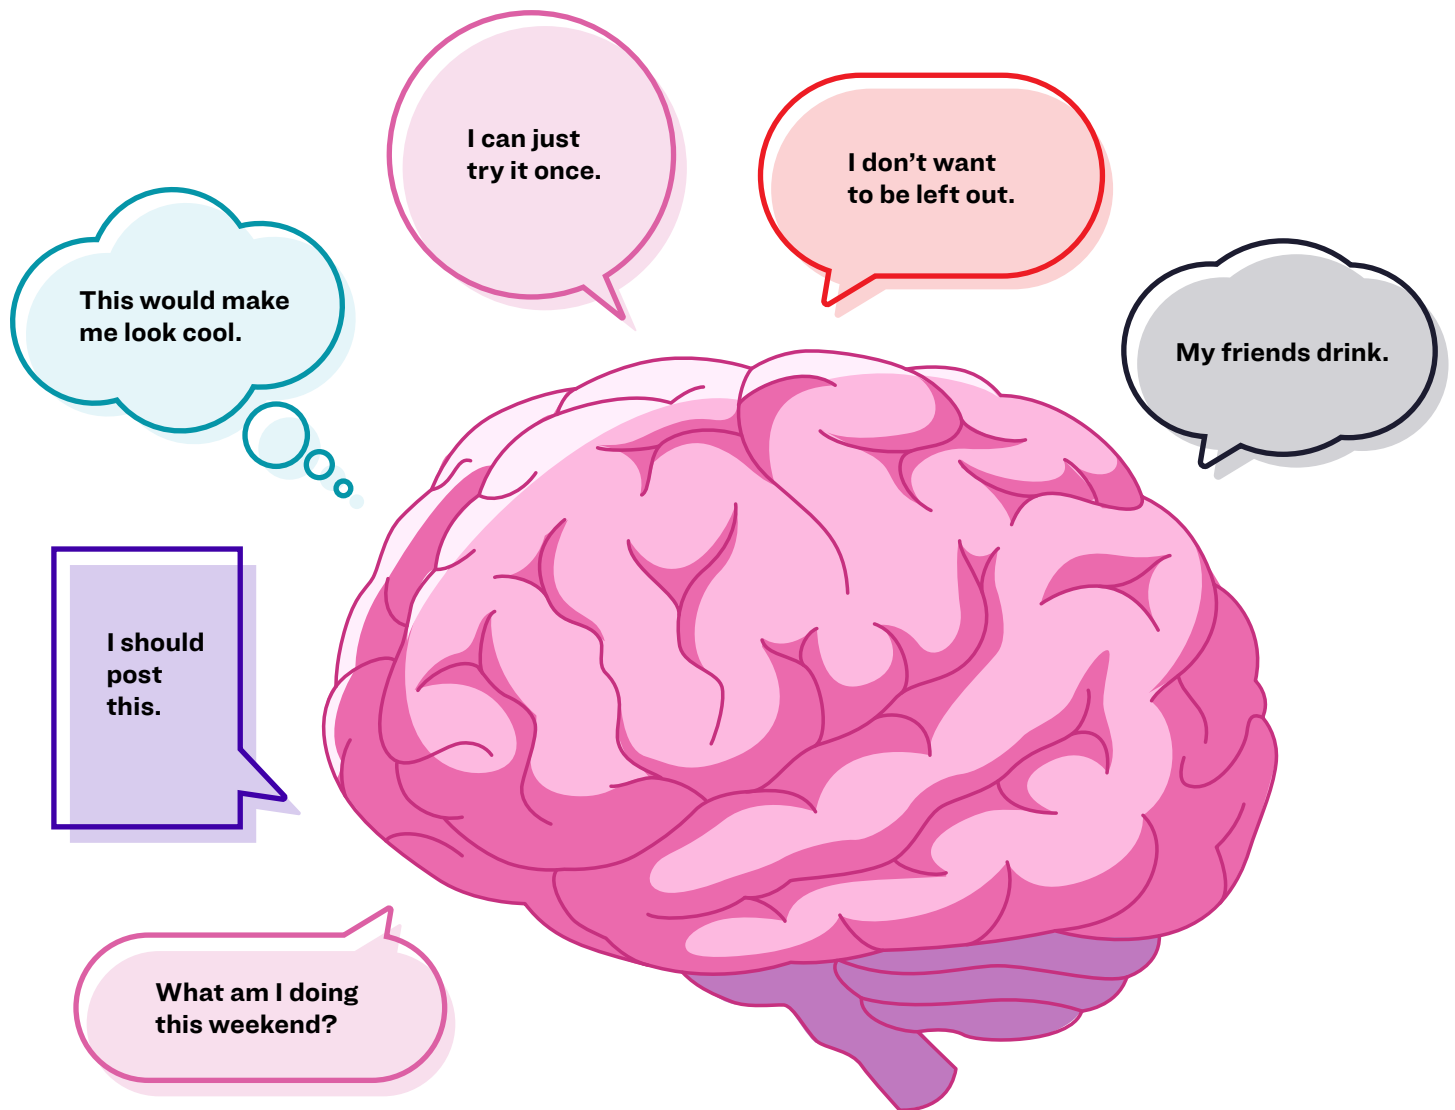 I can just
try it once.
I don’t want
to be left out.
This would make
me look cool.
My friends drink.
I should
post
this.
What am I doing
this weekend?